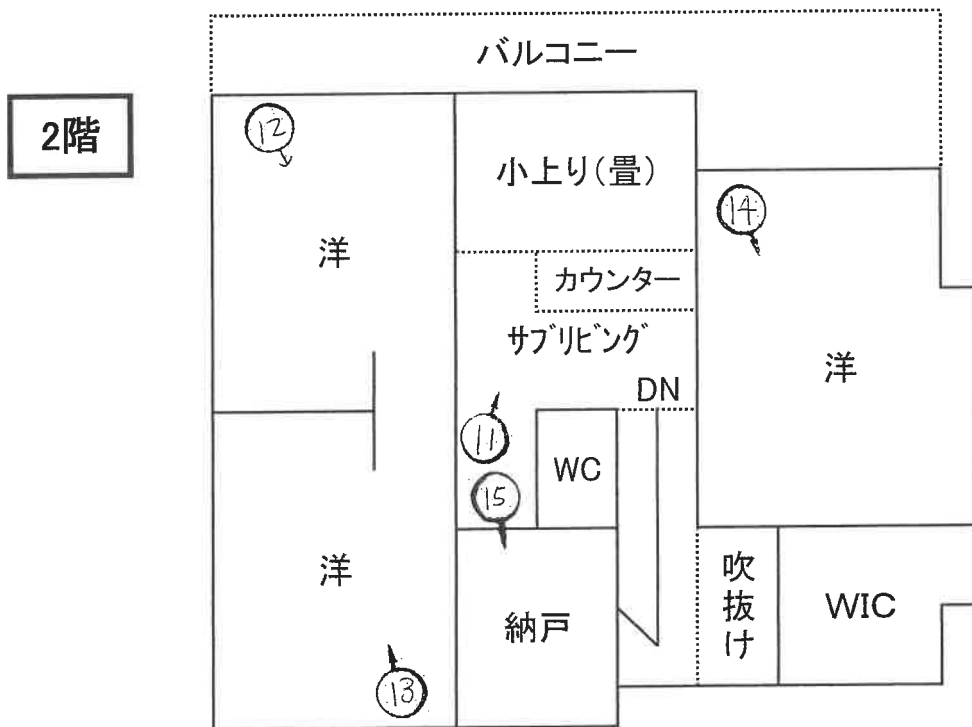 バルコニー
2階
⑫
小上り(畳)
⑭
洋
カウンター
サブリビング
洋
DN
⑪
WC
⑮
洋
納戸
吹抜け
WIC
⑬